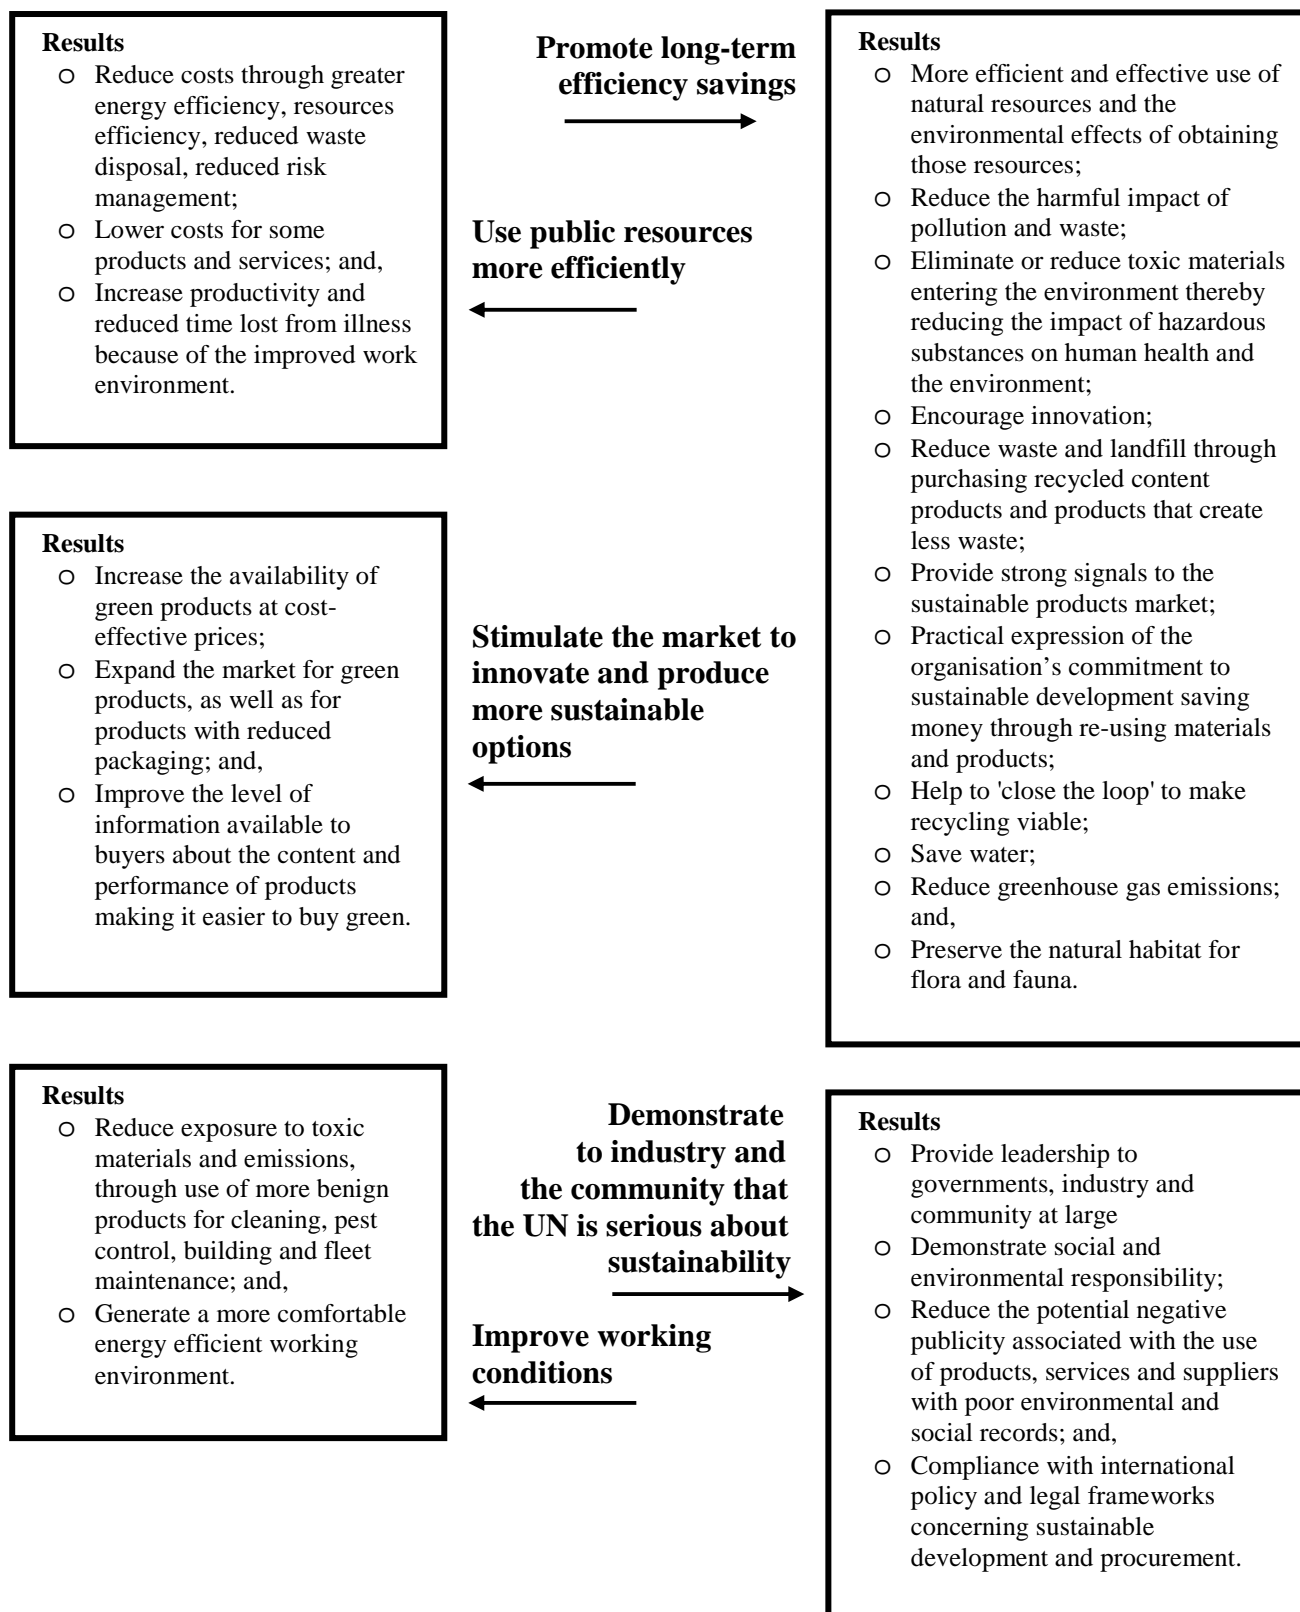 Results
o Reduce costs through greater
energy efficiency, resources
efficiency, reduced waste
disposal, reduced risk
management;
o Lower costs for some
products and services; and,
o Increase productivity and
reduced time lost from illness
because of the improved work
environment.
Promote long-term
efficiency savings
Use public resources
more efficiently
Results
o More efficient and effective use of
natural resources and the
environmental effects of obtaining
those resources;
o Reduce the harmful impact of
pollution and waste;
o Eliminate or reduce toxic materials
entering the environment thereby
reducing the impact of hazardous
substances on human health and
the environment;
o Encourage innovation;
o Reduce waste and landfill through
purchasing recycled content
products and products that create
less waste;
o Provide strong signals to the
sustainable products market;
o Practical expression of the
organisation’s commitment to
sustainable development saving
money through re-using materials
and products;
o Help to 'close the loop' to make
recycling viable;
o Save water;
o Reduce greenhouse gas emissions;
and,
o Preserve the natural habitat for
flora and fauna.
Results
o Increase the availability of
green products at cost-
effective prices;
o Expand the market for green
products, as well as for
products with reduced
packaging; and,
o Improve the level of
information available to
buyers about the content and
performance of products
making it easier to buy green.
Stimulate the market to
innovate and produce
more sustainable
options
Results
o Reduce exposure to toxic
materials and emissions,
through use of more benign
products for cleaning, pest
control, building and fleet
maintenance; and,
o Generate a more comfortable
energy efficient working
environment.
Demonstrate
to industry and
the community that
the UN is serious about
sustainability
Improve working
conditions
Results
o Provide leadership to
governments, industry and
community at large
o Demonstrate social and
environmental responsibility;
o Reduce the potential negative
publicity associated with the use
of products, services and suppliers
with poor environmental and
social records; and,
o Compliance with international
policy and legal frameworks
concerning sustainable
development and procurement.